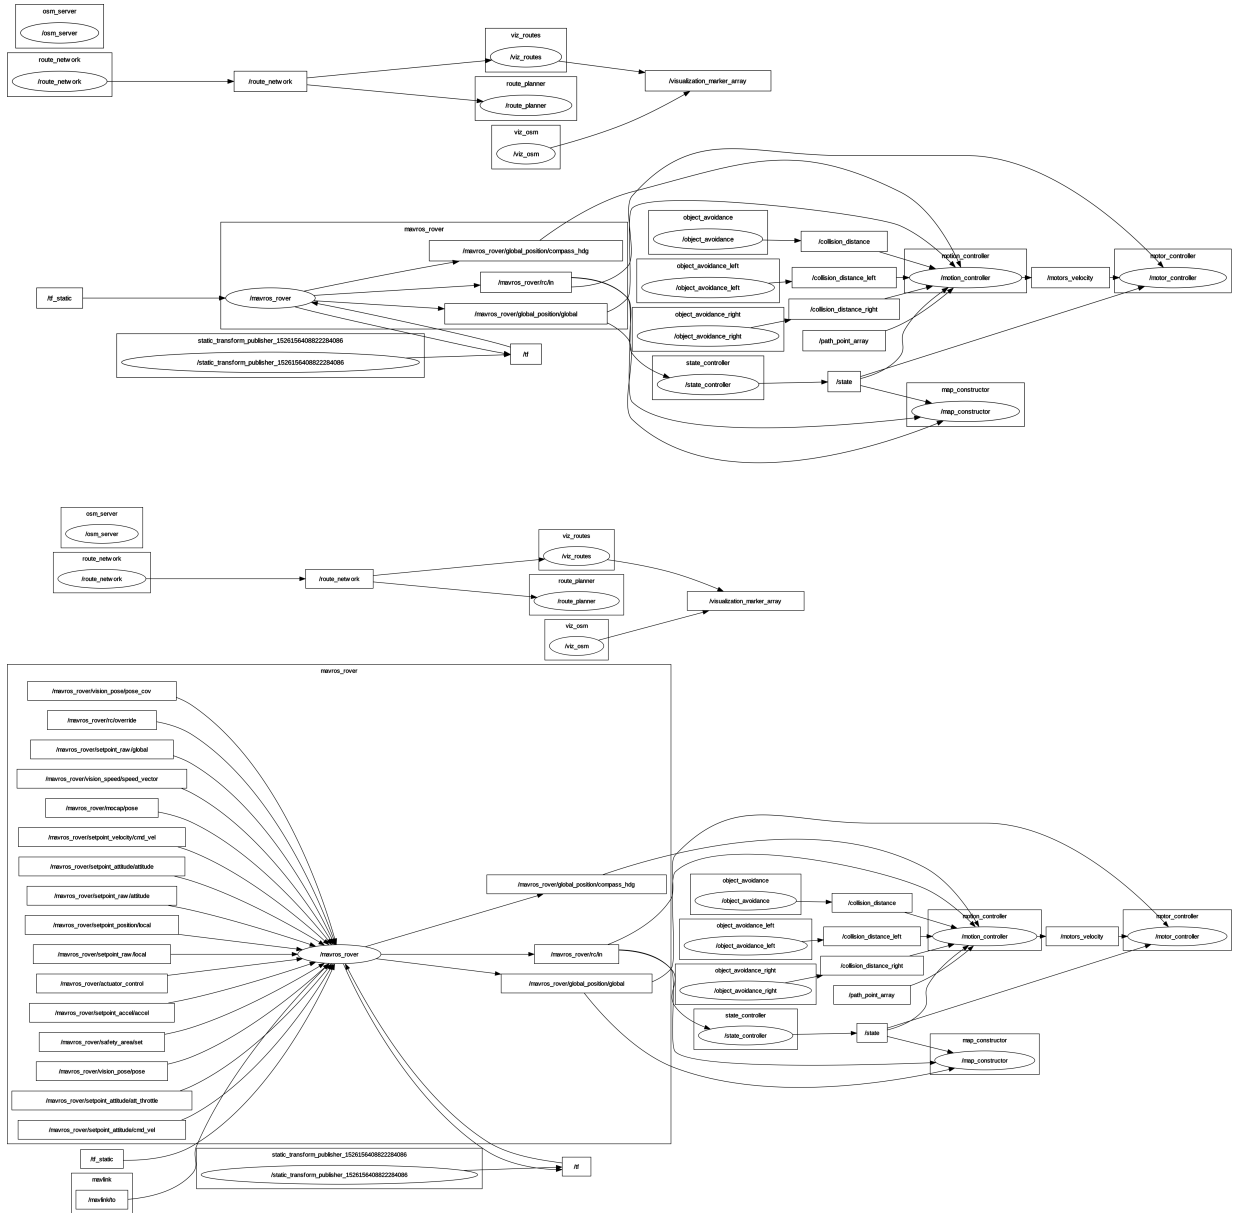 osm_server
/osm_server
route_network
/route_network
/route_network
viz_routes
/viz_routes
route_planner
/route_planner
viz_osm
/viz_osm
/visualization_marker_array
mavros_rover
/mavros_rover/global_position/compass_hdg
/mavros_rover/rc/in
/mavros_rover/global_position/global
/mavros_rover
/tf_static
static_transform_publisher_1526156408822284086
/static_transform_publisher_1526156408822284086
/tf
object_avoidance
/object_avoidance
object_avoidance_left
/object_avoidance_left
object_avoidance_right
/object_avoidance_right
state_controller
/state_controller
/collision_distance
/collision_distance_left
/collision_distance_right
/path_point_array
/state
motion_controller
/motion_controller
/motors_velocity
motor_controller
/motor_controller
map_constructor
/map_constructor
osm_server
/osm_server
route_network
/route_network
/route_network
viz_routes
/viz_routes
route_planner
/route_planner
viz_osm
/viz_osm
/visualization_marker_array
mavros_rover
/mavros_rover/vision_pose/pose_cov
/mavros_rover/rc/override
/mavros_rover/setpoint_raw/global
/mavros_rover/vision_speed/speed_vector
/mavros_rover/mocap/pose
/mavros_rover/setpoint_velocity/cmd_vel
/mavros_rover/setpoint_attitude/attitude
/mavros_rover/setpoint_raw/attitude
/mavros_rover/setpoint_position/local
/mavros_rover/setpoint_raw/local
/mavros_rover/actuator_control
/mavros_rover/setpoint_accel/accel
/mavros_rover/safety_area/set
/mavros_rover/vision_pose/pose
/mavros_rover/setpoint_attitude/att_throttle
/mavros_rover/setpoint_attitude/cmd_vel
/mavros_rover
/mavros_rover/global_position/compass_hdg
/mavros_rover/rc/in
/mavros_rover/global_position/global
/tf_static
mavlink
/mavlink/to
static_transform_publisher_1526156408822284086
/static_transform_publisher_1526156408822284086
/tf
object_avoidance
/object_avoidance
object_avoidance_left
/object_avoidance_left
object_avoidance_right
/object_avoidance_right
state_controller
/state_controller
/collision_distance
/collision_distance_left
/collision_distance_right
/path_point_array
/state
motion_controller
/motion_controller
/motors_velocity
motor_controller
/motor_controller
map_constructor
/map_constructor